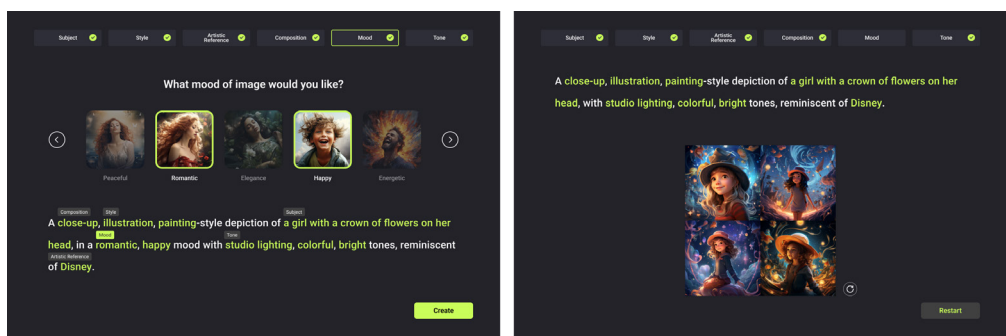 Subject
Style
Artistic
Reference
Composition
Mood
Tone
What mood of image would you like?
Peaceful
Romantic
Elegance
Happy
Energetic
Composition
Style
Subject
A close-up, illustration, painting-style depiction of a girl with a crown of flowers on her
Mood
Tone
head, in a romantic, happy mood with studio lighting, colorful, bright tones, reminiscent
Artistic Reference
of Disney.
Create
Subject
Style
Artistic
Reference
Composition
Mood
Tone
A close-up, illustration, painting-style depiction of a girl with a crown of flowers on her
head, with studio lighting, colorful, bright tones, reminiscent of Disney.
Restart